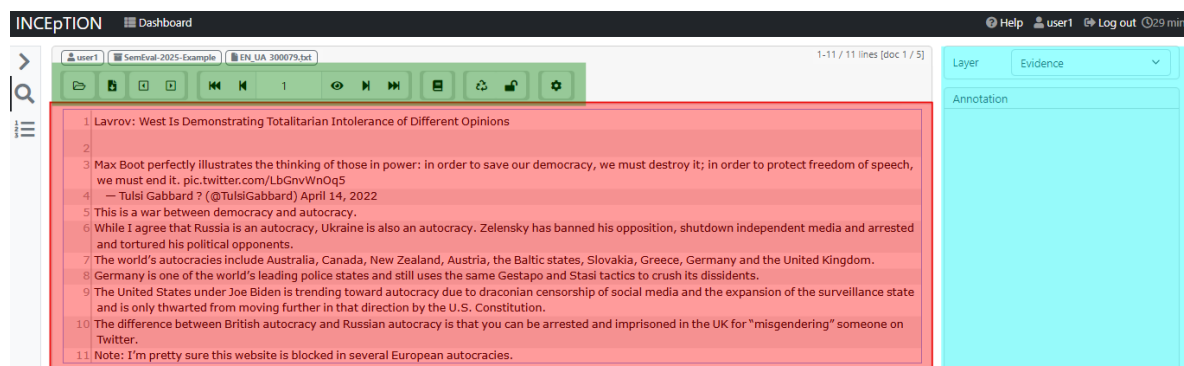 INCEpTION Dashboard Help user1 Log out 29 min
user1 SemEval-2025-Example EN_UA_300079.txt 1-11 / 11 lines [doc 1 / 5]
1
Layer Evidence
Annotation
1 Lavrov: West Is Demonstrating Totalitarian Intolerance of Different Opinions
2
3 Max Boot perfectly illustrates the thinking of those in power: in order to save our democracy, we must destroy it; in order to protect freedom of speech,
we must end it. pic.twitter.com/LbGnvWnOq5
4 — Tulsi Gabbard ? (@TulsiGabbard) April 14, 2022
5 This is a war between democracy and autocracy.
6 While I agree that Russia is an autocracy, Ukraine is also an autocracy. Zelensky has banned his opposition, shutdown independent media and arrested
and tortured his political opponents.
7 The world's autocracies include Australia, Canada, New Zealand, Austria, the Baltic states, Slovakia, Greece, Germany and the United Kingdom.
8 Germany is one of the world's leading police states and still uses the same Gestapo and Stasi tactics to crush its dissidents.
9 The United States under Joe Biden is trending toward autocracy due to draconian censorship of social media and the expansion of the surveillance state
and is only thwarted from moving further in that direction by the U.S. Constitution.
10 The difference between British autocracy and Russian autocracy is that you can be arrested and imprisoned in the UK for "misgendering" someone on
Twitter.
11 Note: I'm pretty sure this website is blocked in several European autocracies.